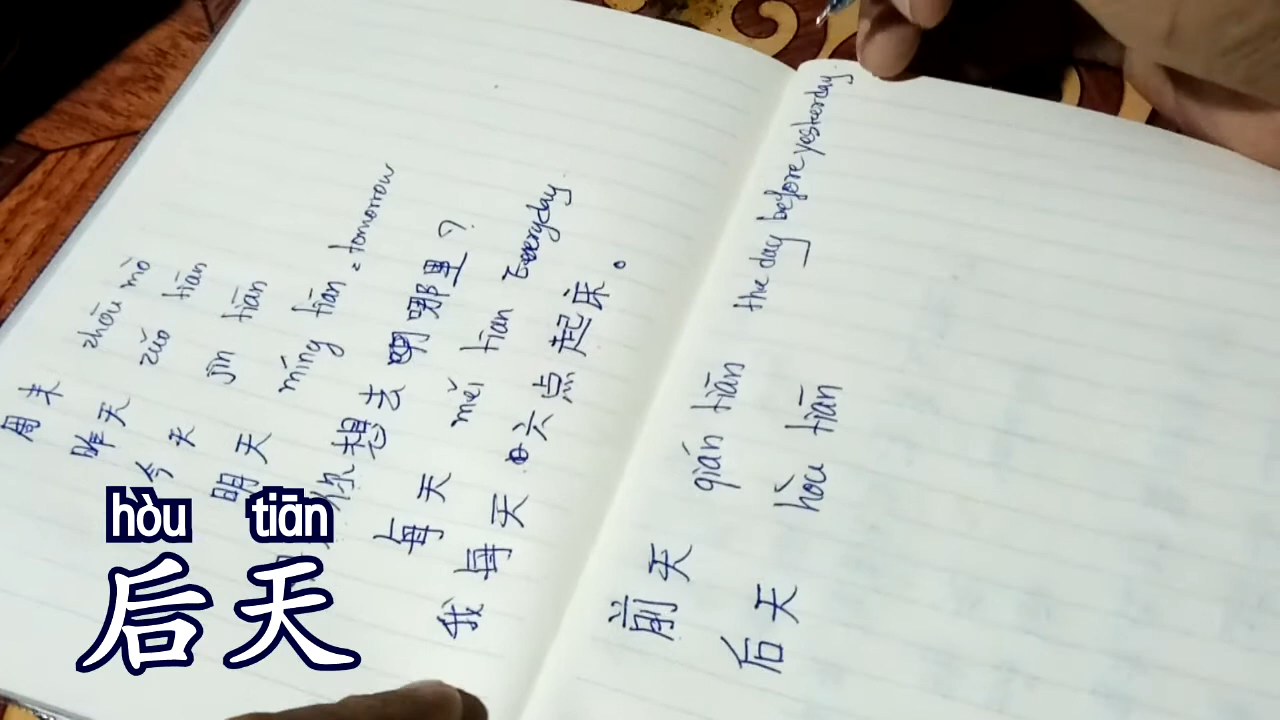 周末 zhōu mò
昨天 zúo tiān
今天 jīn tiān
明天 míng tiān = tomorrow
你想去哪里?
每天 měi tian Everyday
我每天六点起床。
前天 qián tiān the day before yesterday
后天 hòu tiān
hòu tiān
后天